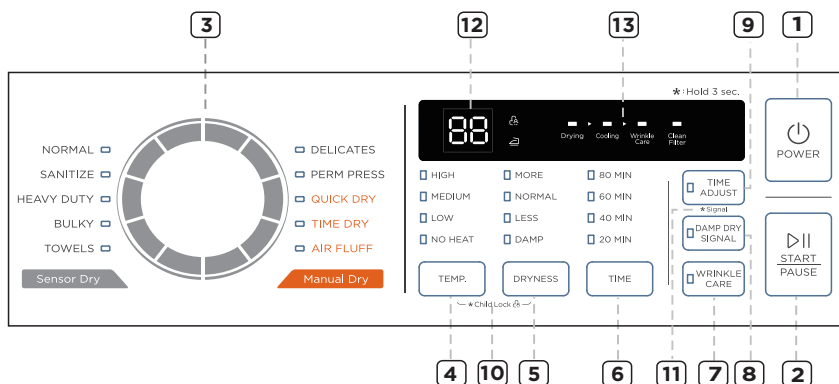 3
12
13
9
1
*:Hold 3 sec.
88
Drying
Cooling
Wrinkle
Care
Clean
Filter
POWER
NORMAL
SANITIZE
HEAVY DUTY
BULKY
TOWELS
Sensor Dry
DELICATES
PERM PRESS
QUICK DRY
TIME DRY
AIR FLUFF
Manual Dry
HIGH
MEDIUM
LOW
NO HEAT
MORE
NORMAL
LESS
DAMP
80 MIN
60 MIN
40 MIN
20 MIN
TIME
ADJUST
*Signal
DAMP DRY
SIGNAL
WRINKLE
CARE
START
PAUSE
TEMP.
DRYNESS
TIME
*Child Lock
4
10
5
6
11
7
8
2